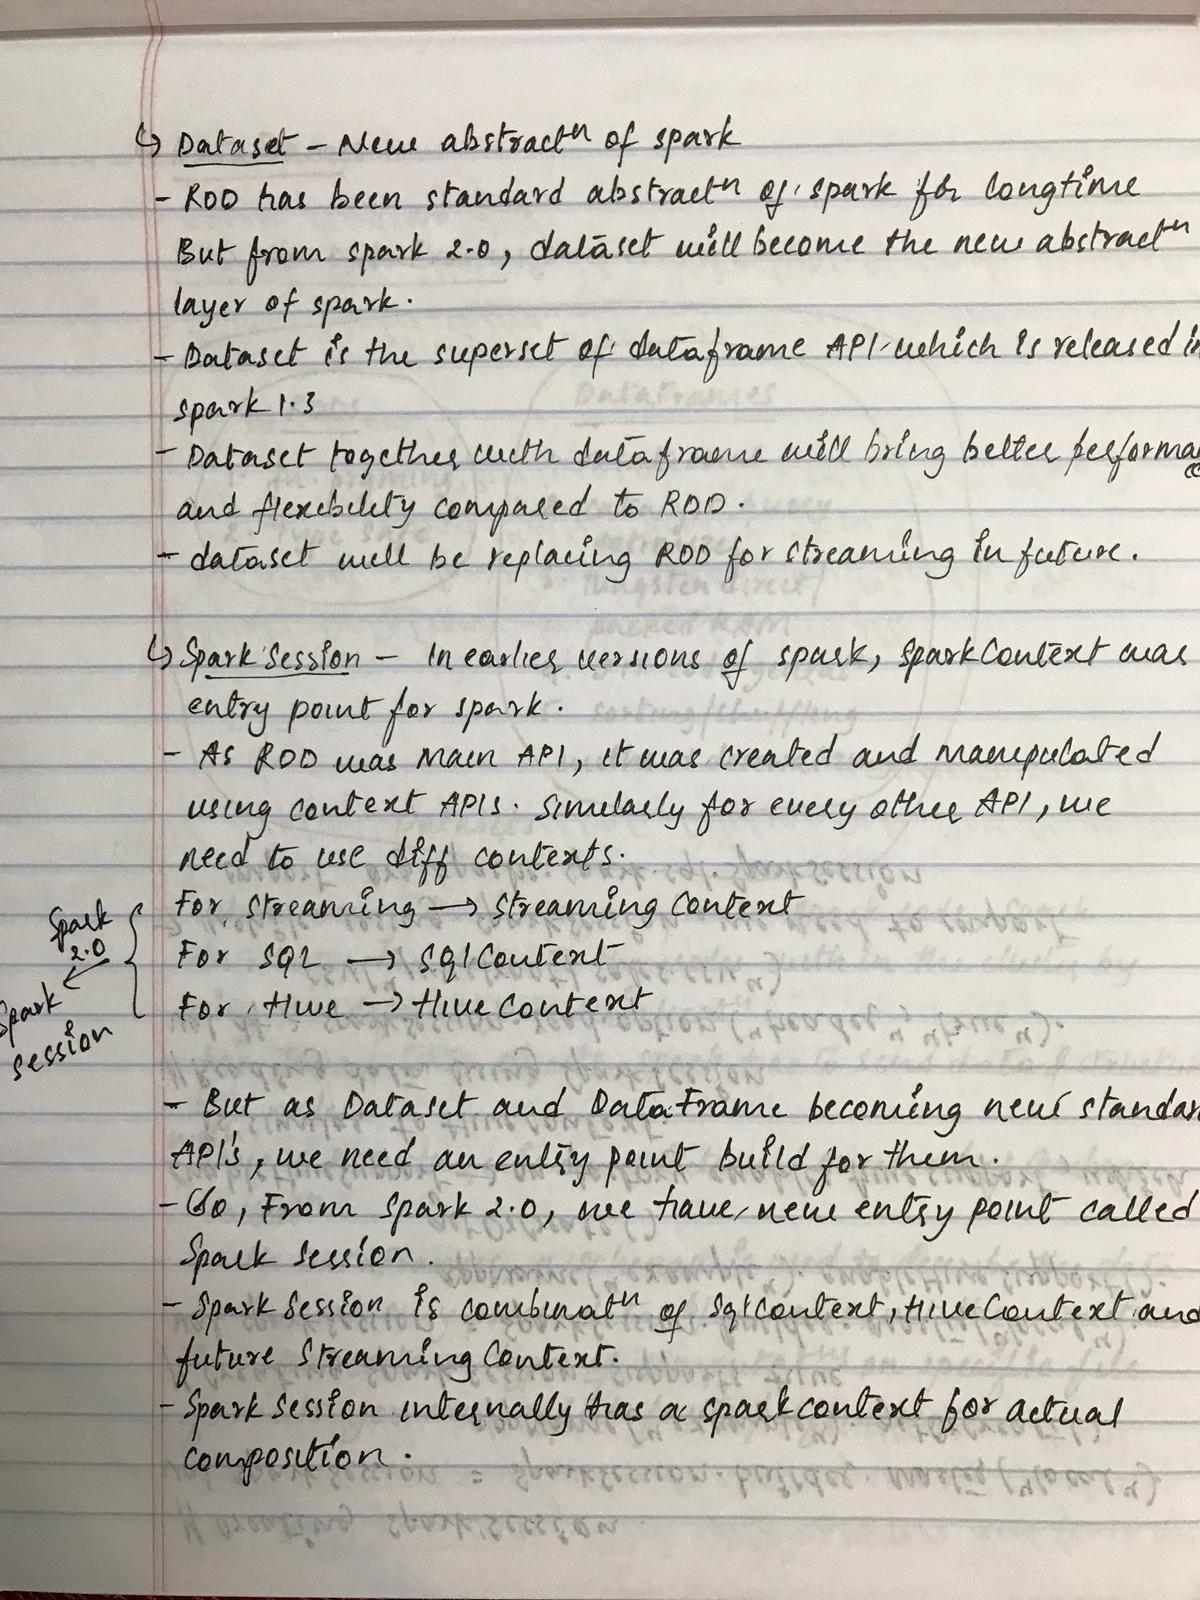 ↳ Dataset - New abstractⁿ of spark
- RDD has been standard abstractⁿ of spark for longtime
But from spark 2.0, dataset will become the new abstractⁿ
layer of spark.
- Dataset is the superset of dataframe API which is released in
spark 1.3
- Dataset together with dataframe will bring better performance
and flexibility compared to RDD.
- dataset will be replacing RDD for streaming in future.
↳ Spark Session - In earlier versions of spark, Spark Context was
entry point for spark.
- As RDD was main API, it was created and manipulated
using context APIs. Similarly for every other API, we
need to use diff contexts.
For streaming → Streaming Context
For SQL → Sql Context
For Hive → Hive Context
Spark
2.0
Spark
session
- But as Dataset and DataFrame becoming new standar
API's, we need an entry point build for them.
- So, From Spark 2.0, we have new entry point called
Spark Session.
- Spark Session is combinatⁿ of SqlContext, HiveContext and
future Streaming Context.
- Spark Session internally has a spark context for actual
composition.